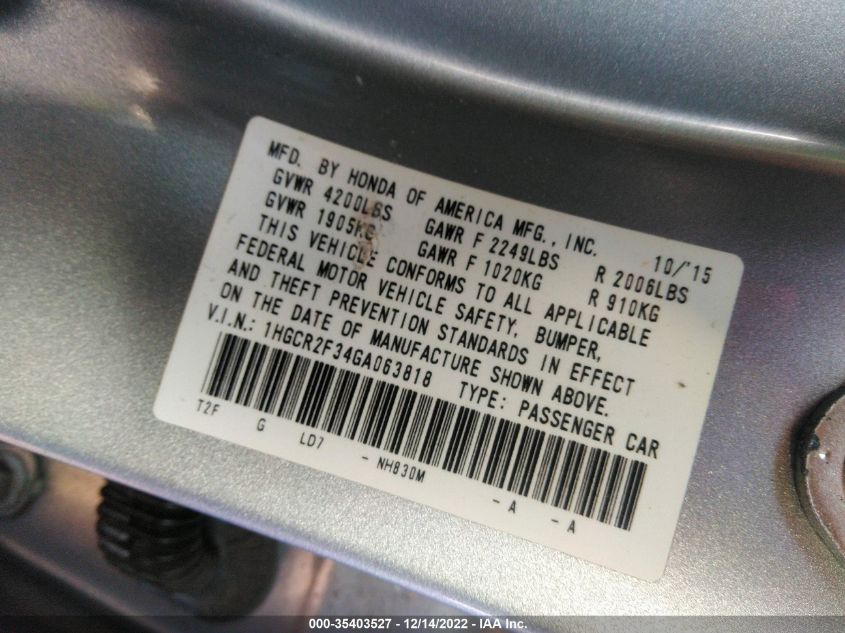 MFD. BY HONDA OF AMERICA MFG., INC. 10/'15
GVWR 4200LBS GAWR F 2249LBS R 2006LBS
GVWR 1905KG GAWR F 1020KG R 910KG
THIS VEHICLE CONFORMS TO ALL APPLICABLE
FEDERAL MOTOR VEHICLE SAFETY, BUMPER,
AND THEFT PREVENTION STANDARDS IN EFFECT
ON THE DATE OF MANUFACTURE SHOWN ABOVE.
V.I.N.: 1HGCR2F34GA063818 TYPE: PASSENGER CAR
T2F G LD7 - NH830M - A - A
000-35403527 - 12/14/2022 - IAA Inc.